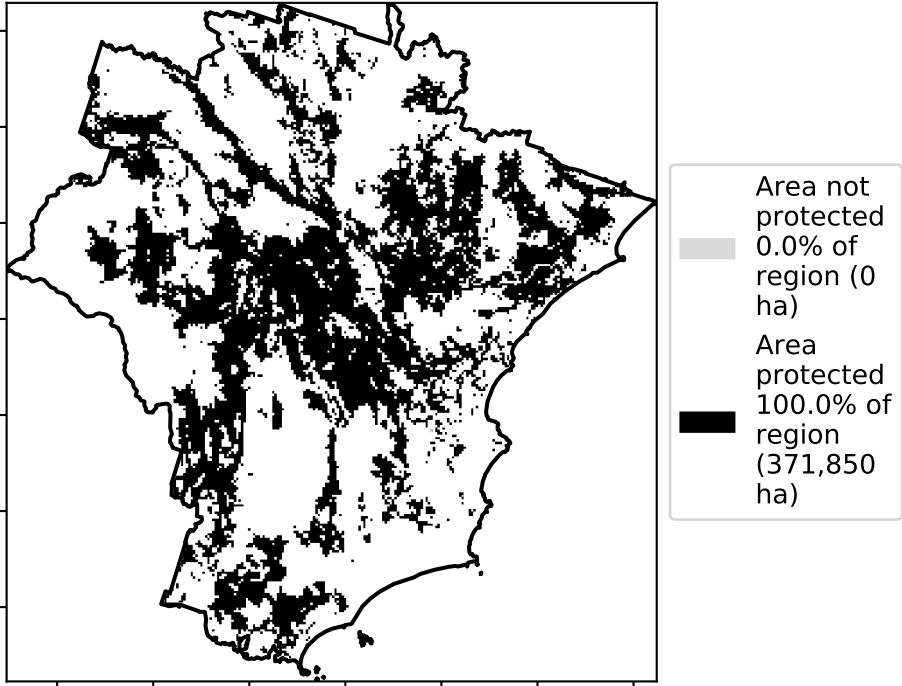 Area not
protected
0.0% of
region (0
ha)
Area
protected
100.0% of
region
(371,850
ha)